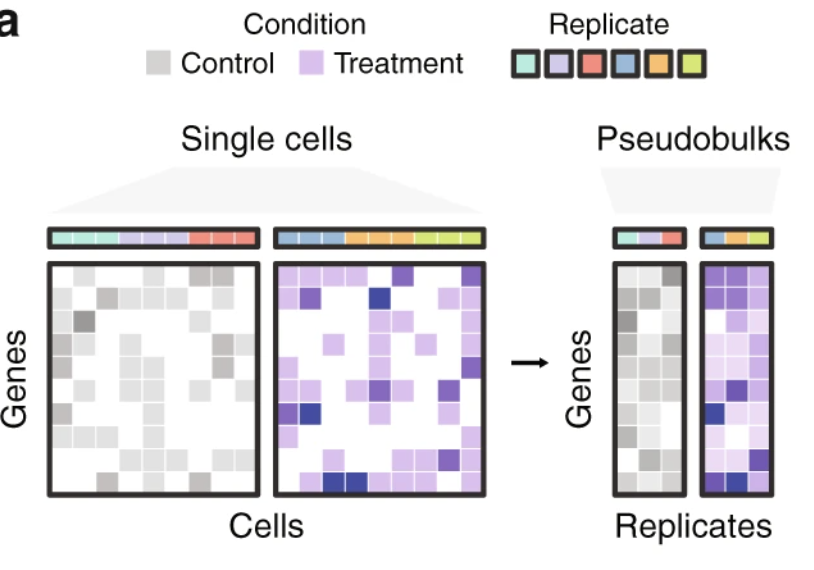 a
Condition
Replicate
Control
Treatment
Single cells
Pseudobulks
Genes
Genes
Cells
Replicates